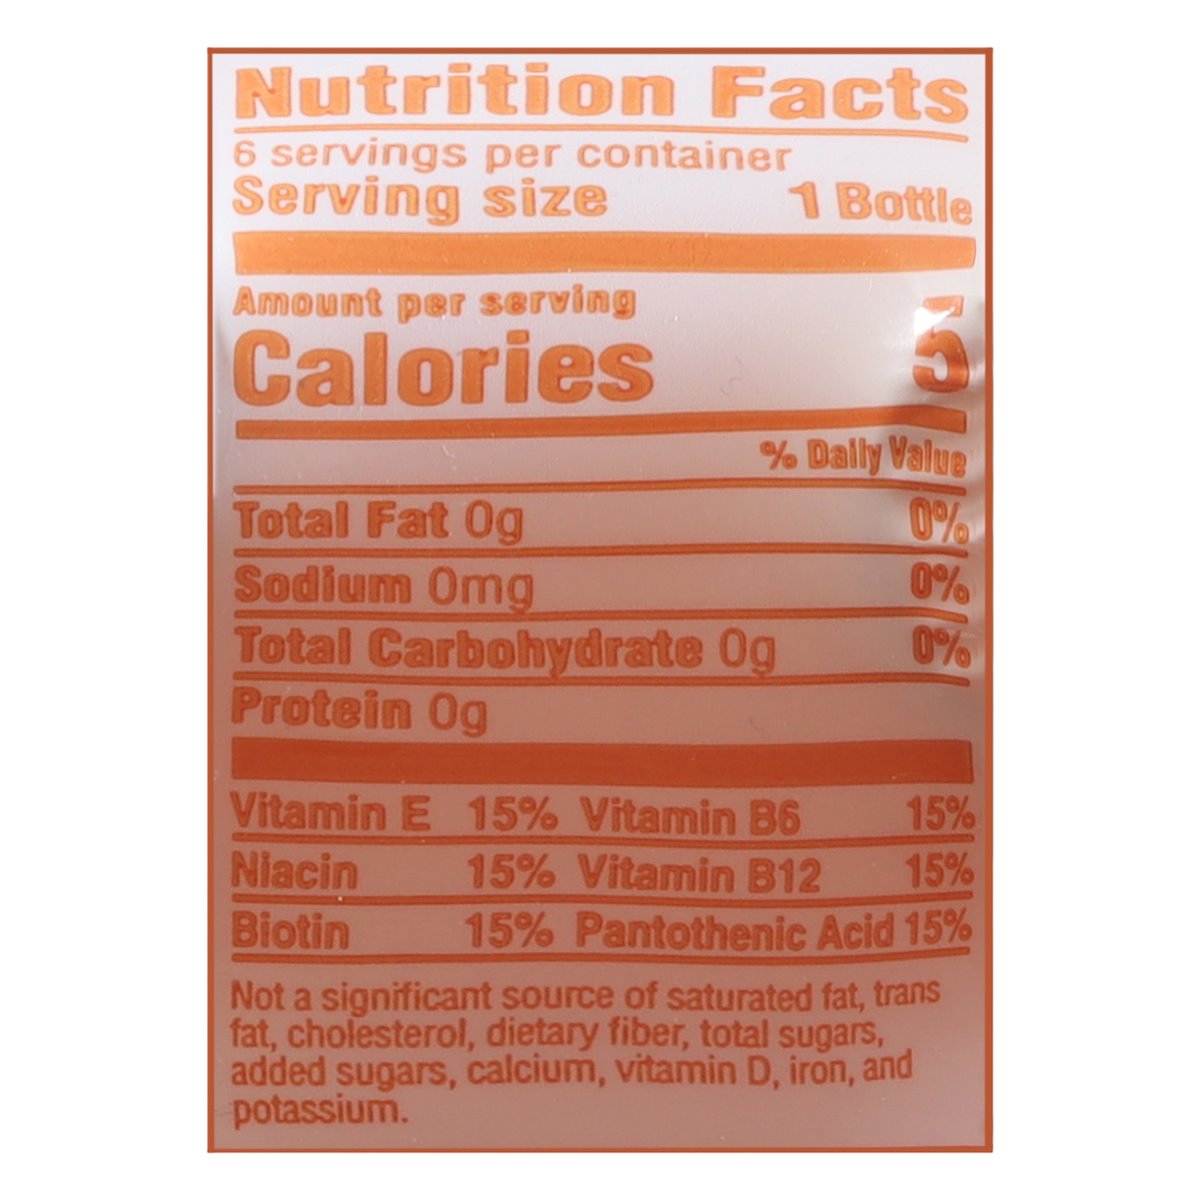 Nutrition Facts
6 servings per container
Serving size 1 Bottle
Amount per serving
Calories 5
% Daily Value
Total Fat 0g 0%
Sodium 0mg 0%
Total Carbohydrate 0g 0%
Protein 0g
Vitamin E 15% Vitamin B6 15%
Niacin 15% Vitamin B12 15%
Biotin 15% Pantothenic Acid 15%
Not a significant source of saturated fat, trans
fat, cholesterol, dietary fiber, total sugars,
added sugars, calcium, vitamin D, iron, and
potassium.